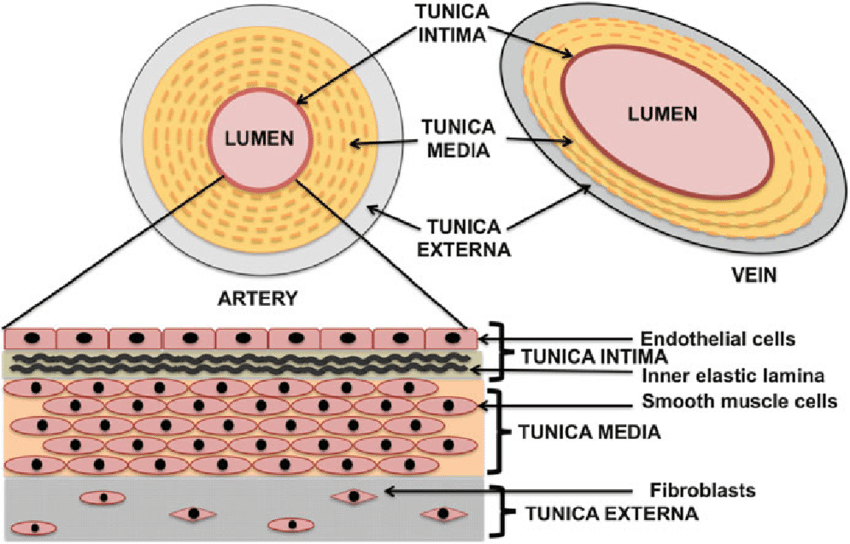 TUNICA
INTIMA
LUMEN
LUMEN
TUNICA
MEDIA
TUNICA
EXTERNA
ARTERY
VEIN
Endothelial cells
TUNICA INTIMA
Inner elastic lamina
Smooth muscle cells
TUNICA MEDIA
Fibroblasts
TUNICA EXTERNA